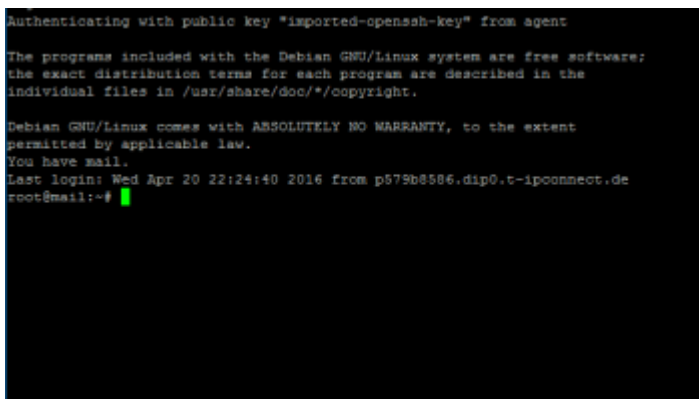 Authenticating with public key "imported-openssh-key" from agent
The programs included with the Debian GNU/Linux system are free software;
the exact distribution terms for each program are described in the
individual files in /usr/share/doc/*/copyright.
Debian GNU/Linux comes with ABSOLUTELY NO WARRANTY, to the extent
permitted by applicable law.
You have mail.
Last login: Wed Apr 20 22:24:40 2016 from p579b8586.dip0.t-ipconnect.de
root@mail:~#